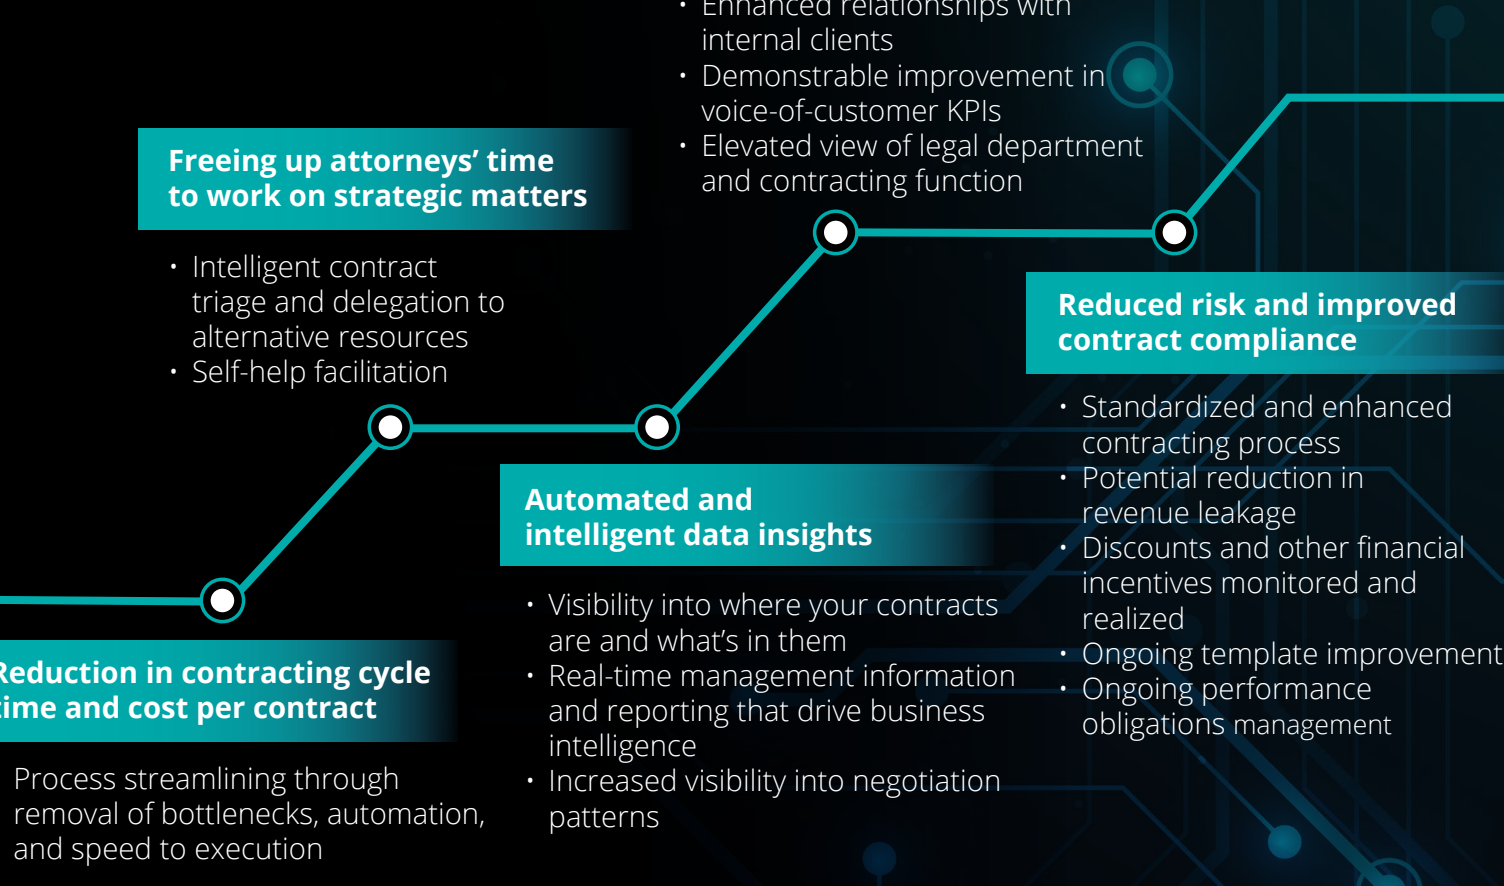 Enhanced relationships with
internal clients
• Demonstrable improvement in
voice-of-customer KPIs
• Elevated view of legal department
and contracting function
Freeing up attorneys’ time
to work on strategic matters
• Intelligent contract
triage and delegation to
alternative resources
• Self-help facilitation
Reduced risk and improved
contract compliance
• Standardized and enhanced
contracting process
• Potential reduction in
revenue leakage
• Discounts and other financial
incentives monitored and
realized
• Ongoing template improvement
• Ongoing performance
obligations management
Automated and
intelligent data insights
• Visibility into where your contracts
are and what’s in them
• Real-time management information
and reporting that drive business
intelligence
• Increased visibility into negotiation
patterns
Reduction in contracting cycle
time and cost per contract
Process streamlining through
removal of bottlenecks, automation,
and speed to execution